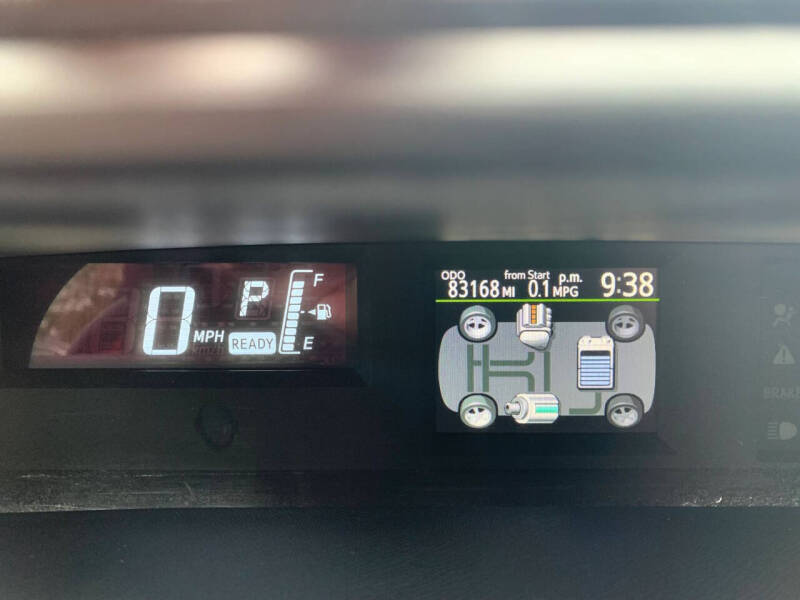 0 MPH
P
READY
F
E
ODO from Start p.m. 9:38
83168 MI 0.1 MPG
BRAKE